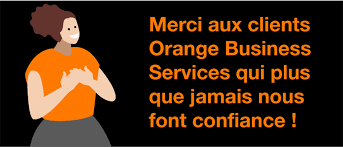 Merci aux clients
Orange Business
Services qui plus
que jamais nous
font confiance !